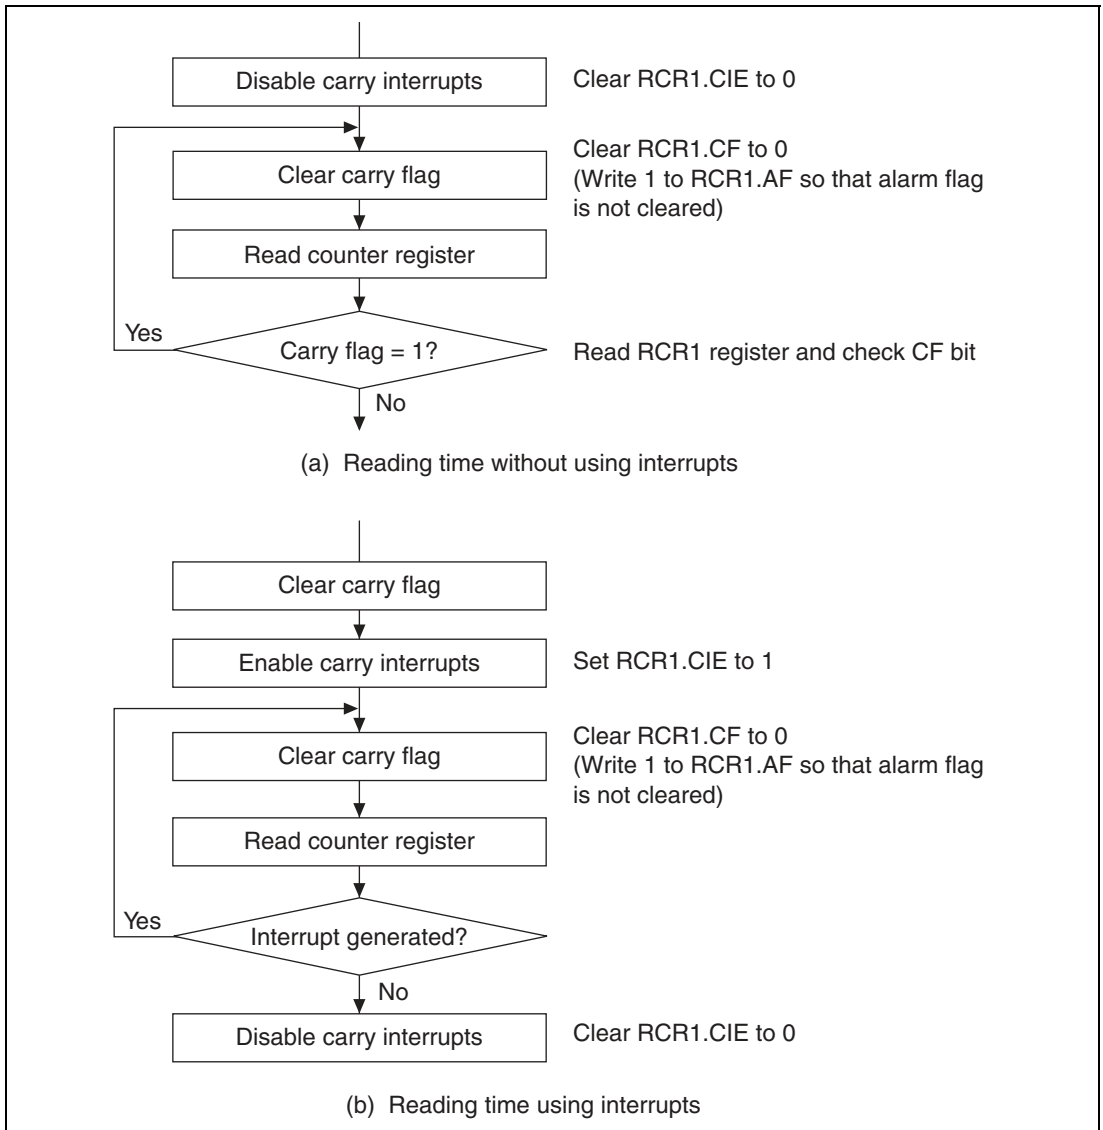 Disable carry interrupts
Clear RCR1.CIE to 0
Clear carry flag
Clear RCR1.CF to 0
(Write 1 to RCR1.AF so that alarm flag
is not cleared)
Read counter register
Yes
Carry flag = 1?
Read RCR1 register and check CF bit
No
(a) Reading time without using interrupts
Clear carry flag
Enable carry interrupts
Set RCR1.CIE to 1
Clear carry flag
Clear RCR1.CF to 0
(Write 1 to RCR1.AF so that alarm flag
is not cleared)
Read counter register
Yes
Interrupt generated?
No
Disable carry interrupts
Clear RCR1.CIE to 0
(b) Reading time using interrupts